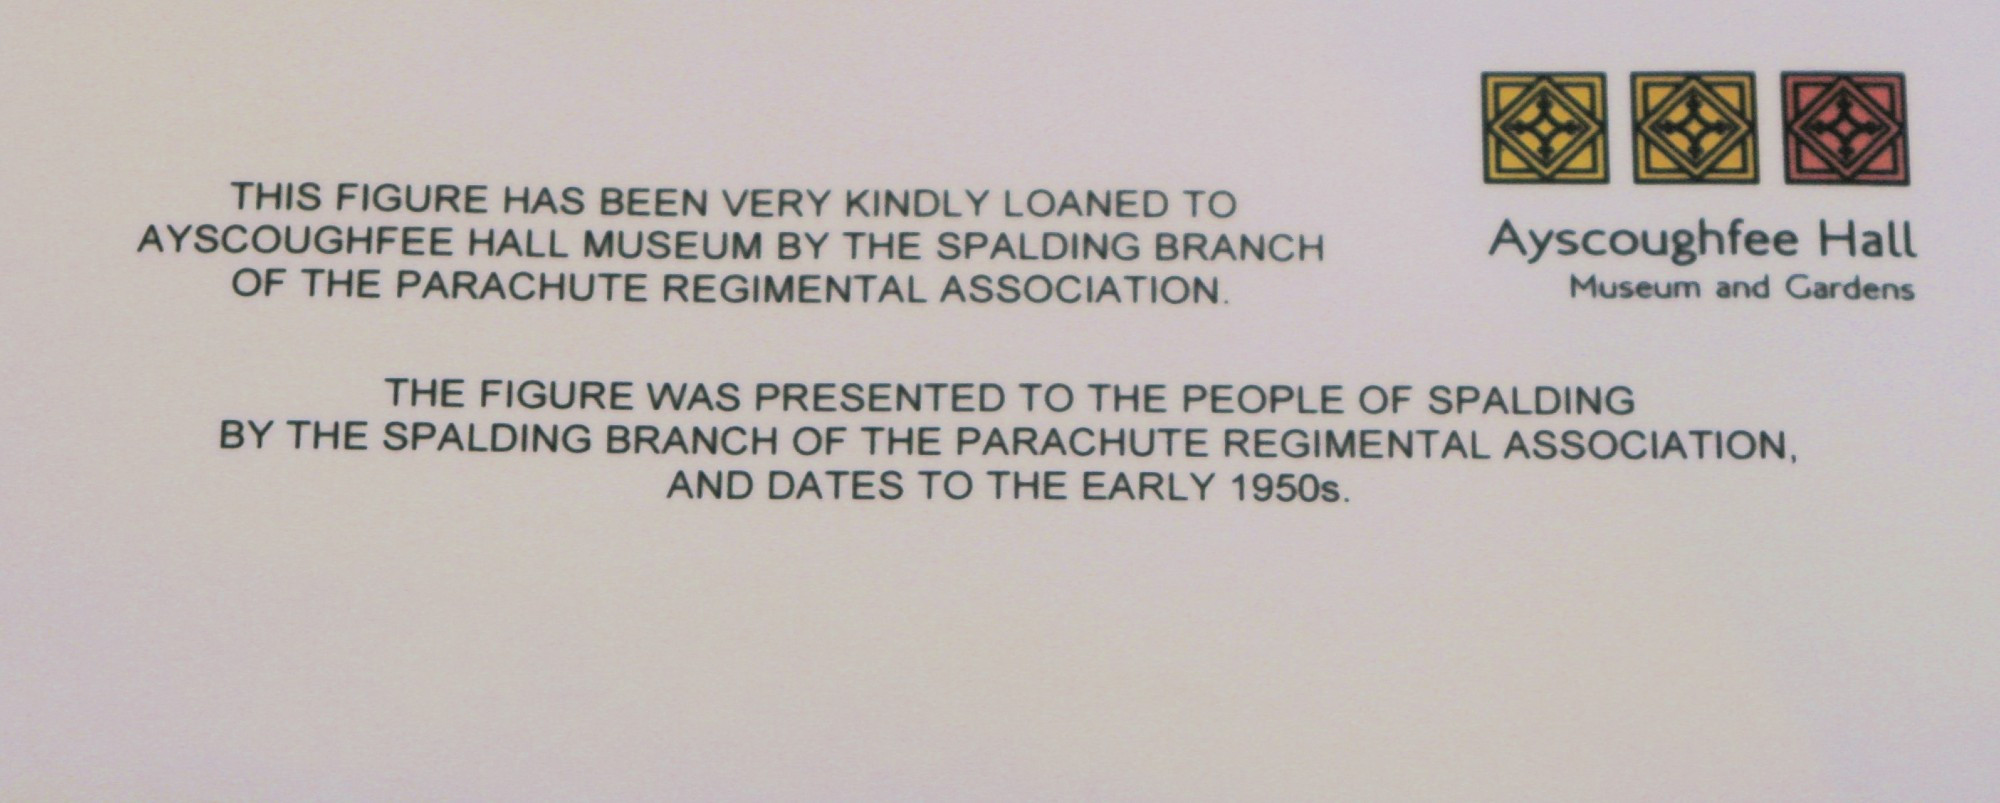 THIS FIGURE HAS BEEN VERY KINDLY LOANED TO
AYSCOUGHFEE HALL MUSEUM BY THE SPALDING BRANCH
OF THE PARACHUTE REGIMENTAL ASSOCIATION.
Ayscoughfee Hall
Museum and Gardens
THE FIGURE WAS PRESENTED TO THE PEOPLE OF SPALDING
BY THE SPALDING BRANCH OF THE PARACHUTE REGIMENTAL ASSOCIATION,
AND DATES TO THE EARLY 1950s.